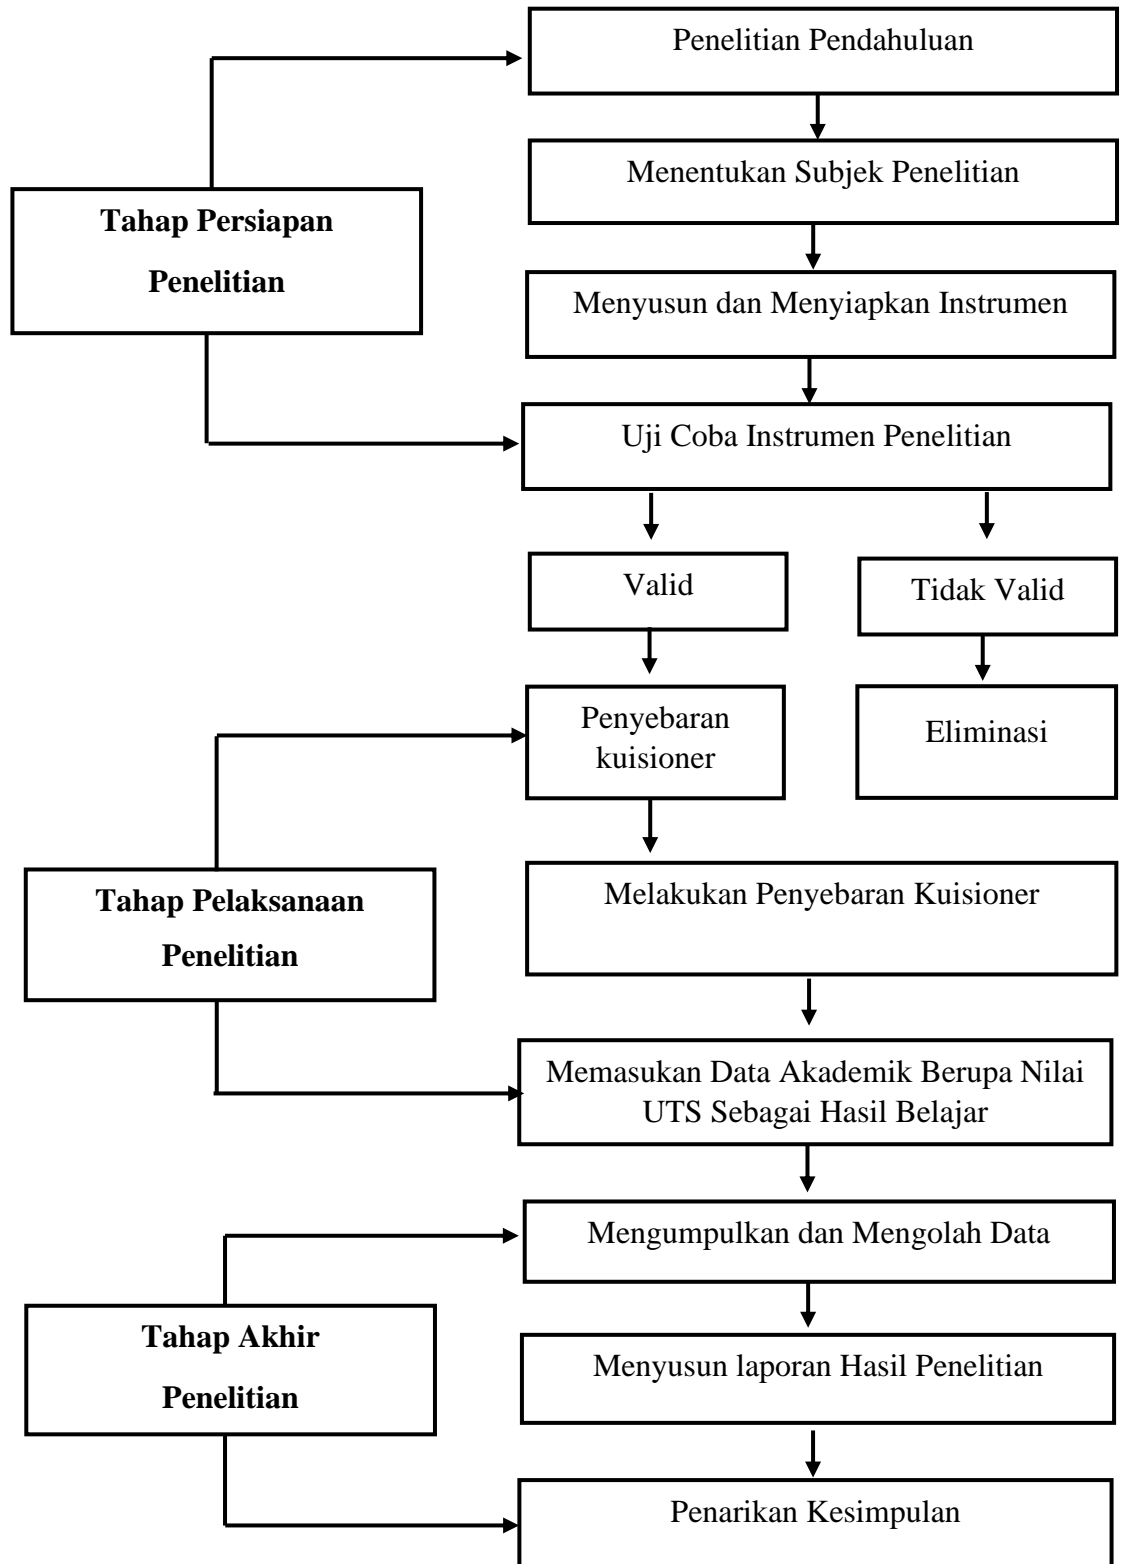 Penelitian Pendahuluan
Menentukan Subjek Penelitian
Tahap Persiapan
Penelitian
Menyusun dan Menyiapkan Instrumen
Uji Coba Instrumen Penelitian
Valid
Tidak Valid
Penyebaran
kuisioner
Eliminasi
Tahap Pelaksanaan
Penelitian
Melakukan Penyebaran Kuisioner
Memasukan Data Akademik Berupa Nilai
UTS Sebagai Hasil Belajar
Mengumpulkan dan Mengolah Data
Tahap Akhir
Penelitian
Menyusun laporan Hasil Penelitian
Penarikan Kesimpulan